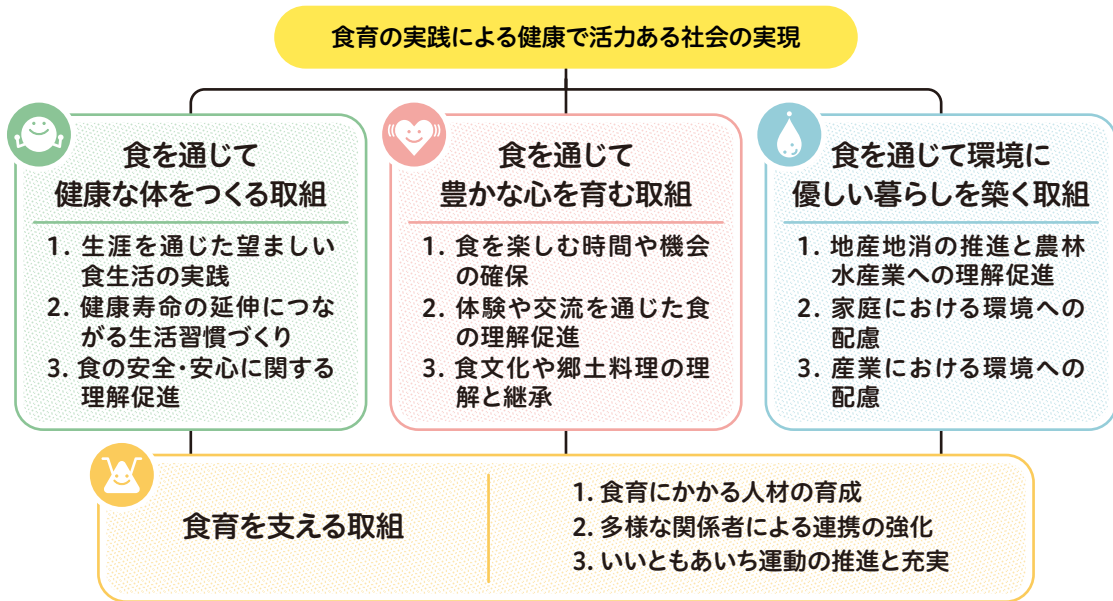 食育の実践による健康で活力ある社会の実現
食を通じて
健康な体をつくる取組
1. 生涯を通じた望ましい
食生活の実践
2. 健康寿命の延伸につな
がる生活習慣づくり
3. 食の安全・安心に関する
理解促進
食を通じて
豊かな心を育む取組
1. 食を楽しむ時間や機会
の確保
2. 体験や交流を通じた食
の理解促進
3. 食文化や郷土料理の理
解と継承
食を通じて環境に
優しい暮らしを築く取組
1. 地産地消の推進と農林
水産業への理解促進
2. 家庭における環境への
配慮
3. 産業における環境への
配慮
食育を支える取組
1. 食育にかかる人材の育成
2. 多様な関係者による連携の強化
3. いいともあいち運動の推進と充実